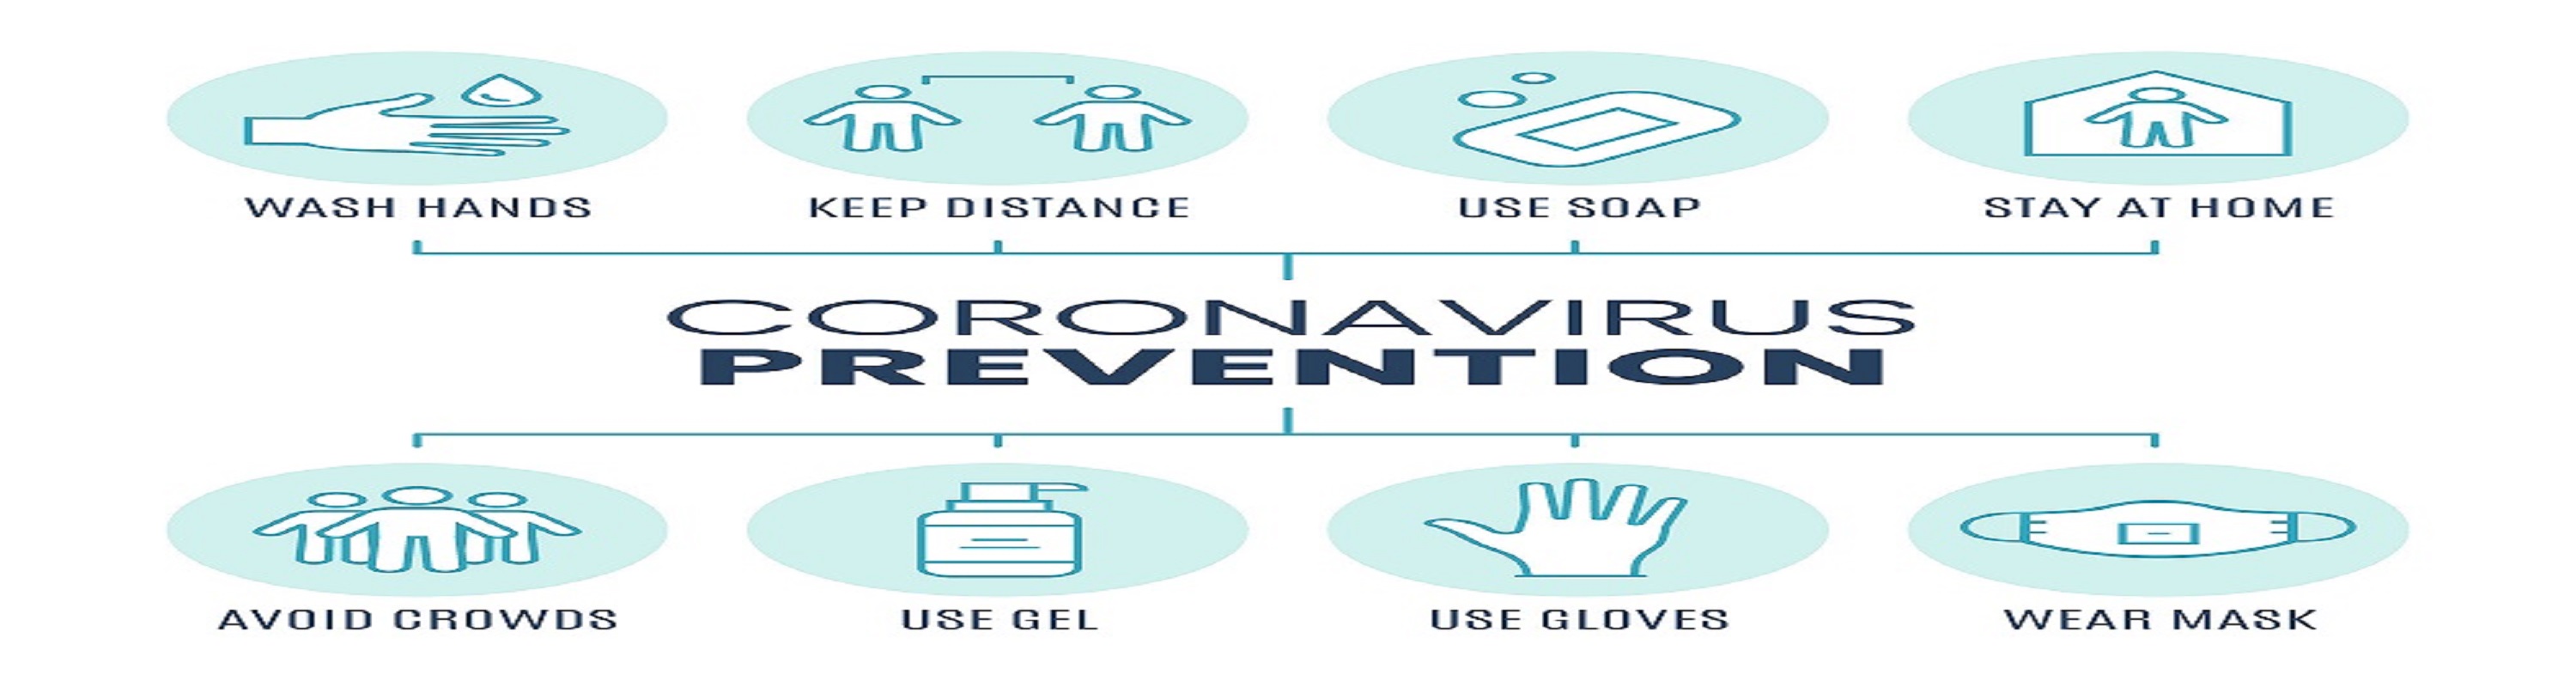 WASH HANDS
KEEP DISTANCE
USE SOAP
STAY AT HOME
CORONAVIRUS
PREVENTION
AVOID CROWDS
USE GEL
USE GLOVES
WEAR MASK